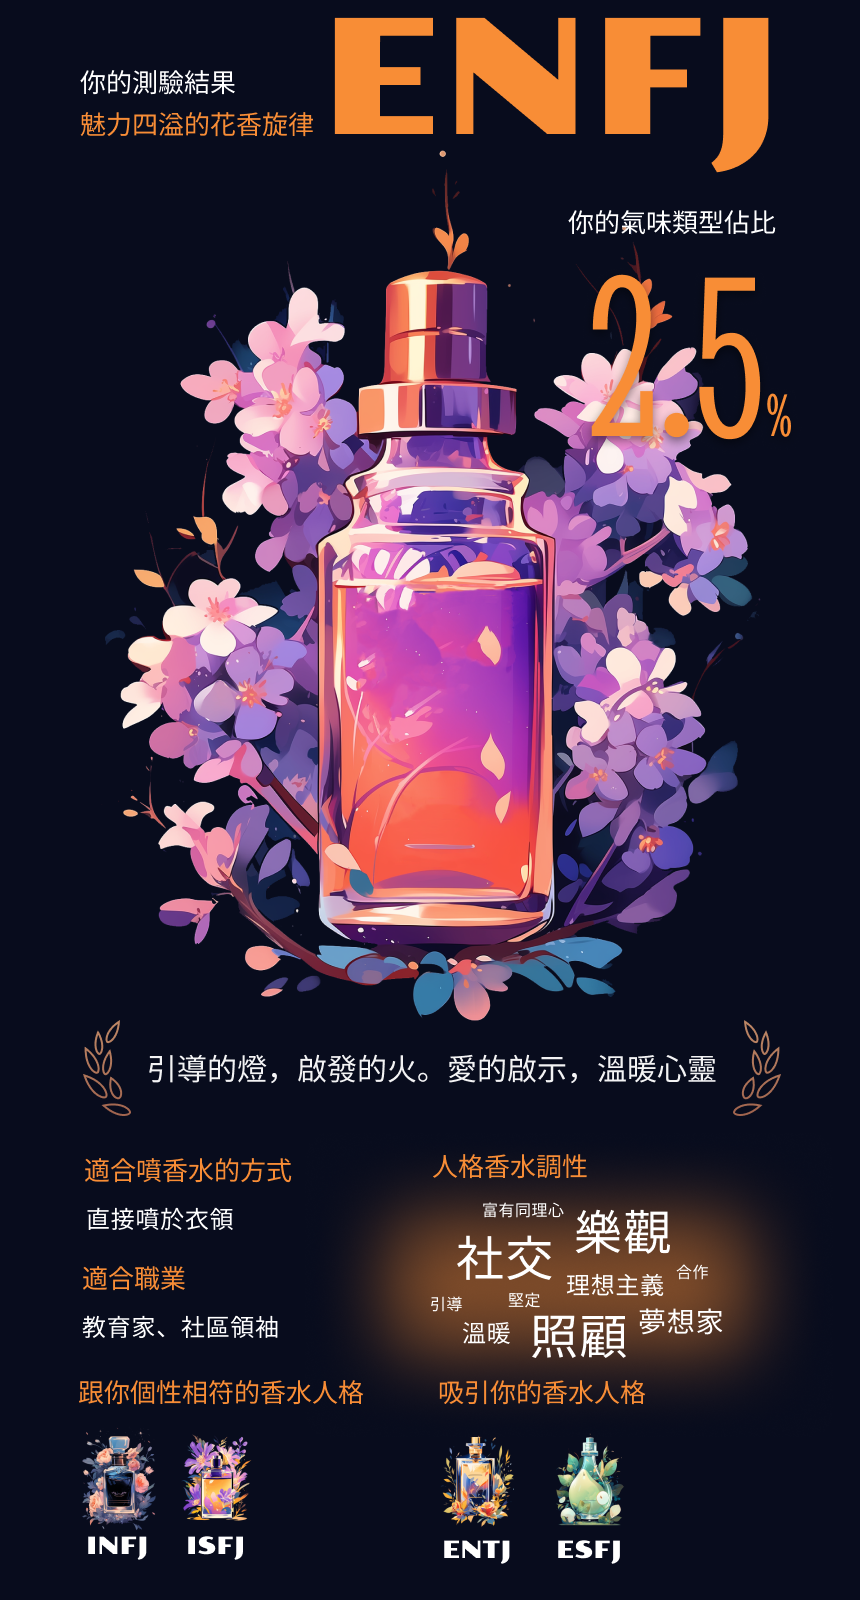 ENFJ
你的測驗結果
魅力四溢的花香旋律
你的氣味類型佔比
2.5%
引導的燈，啟發的火。愛的啟示，溫暖心靈
適合噴香水的方式
直接噴於衣領
適合職業
教育家、社區領袖
人格香水調性
富有同理心
樂觀
社交
理想主義
合作
引導
堅定
溫暖
照顧
夢想家
跟你個性相符的香水人格
INFJ
ISFJ
吸引你的香水人格
ENTJ
ESFJ